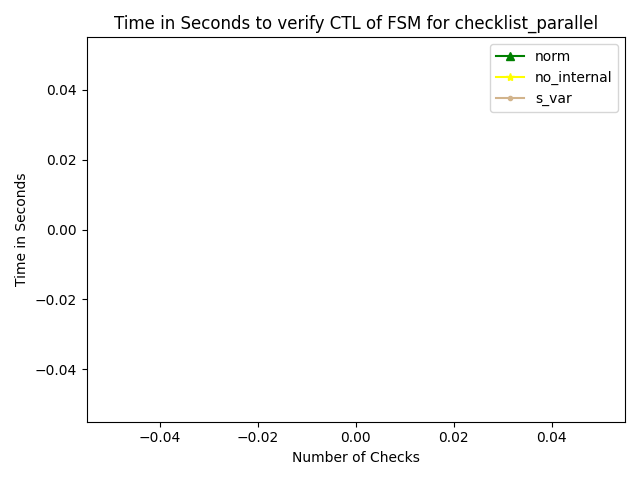 Time in Seconds to verify CTL of FSM for checklist_parallel
norm
no_internal
s_var
0.04
0.02
0.00
−0.02
−0.04
Time in Seconds
−0.04
−0.02
0.00
0.02
0.04
Number of Checks